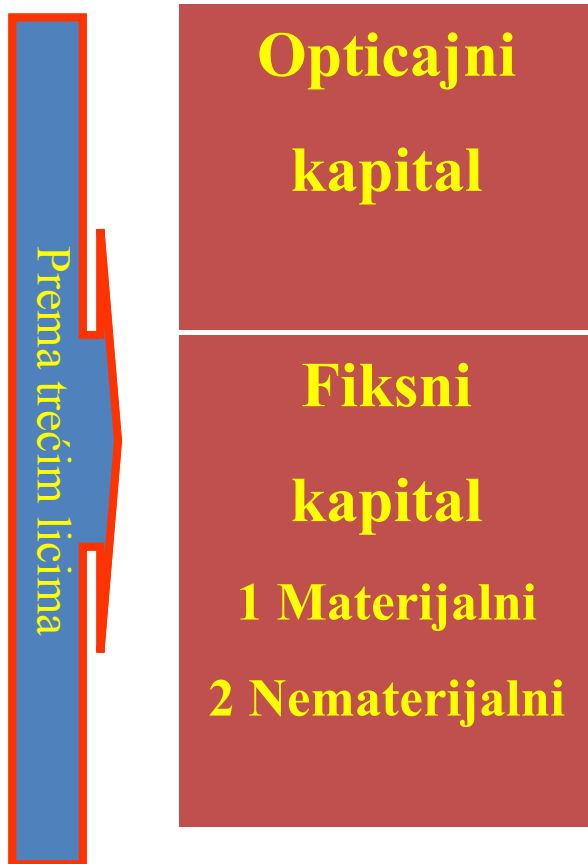 Prema trećim licima
Opticajni
kapital
Fiksni
kapital
1 Materijalni
2 Nematerijalni